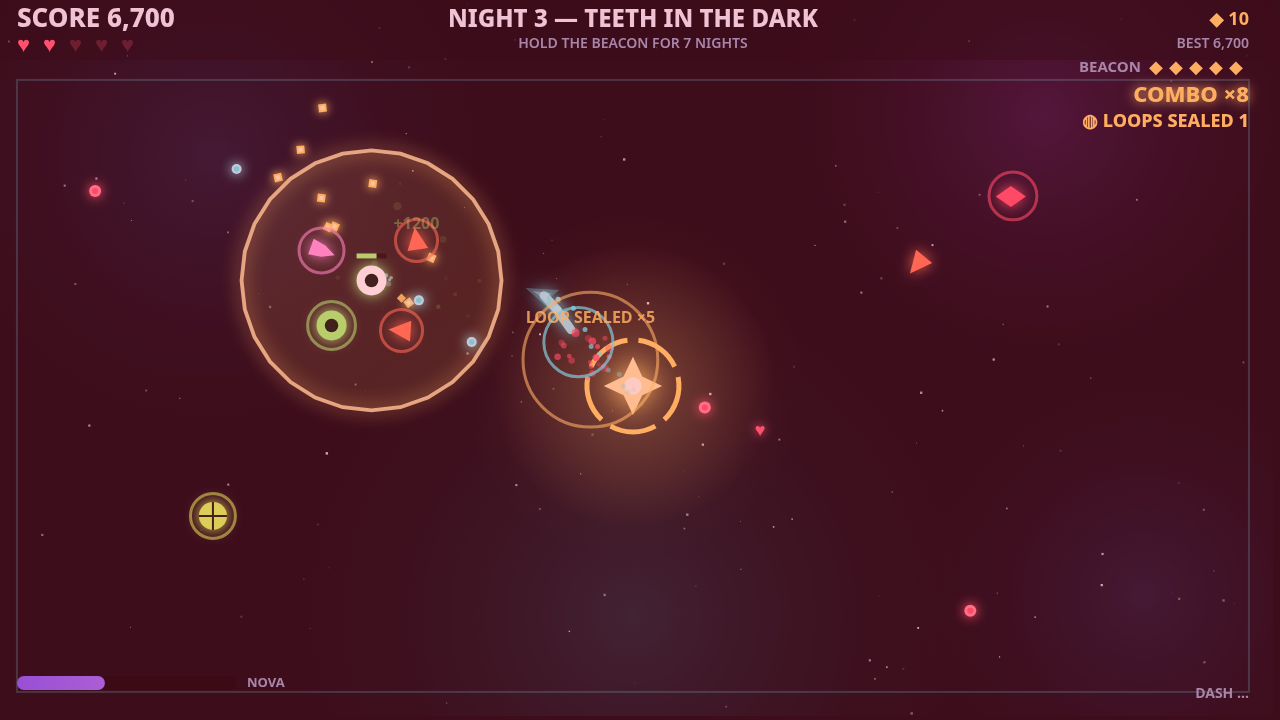 SCORE 6,700
NIGHT 3 — TEETH IN THE DARK
HOLD THE BEACON FOR 7 NIGHTS
◆ 10
BEST 6,700
BEACON ◆ ◆ ◆ ◆ ◆
COMBO ×8
◍ LOOPS SEALED 1
+1200
LOOP SEALED ×5
NOVA
DASH ...